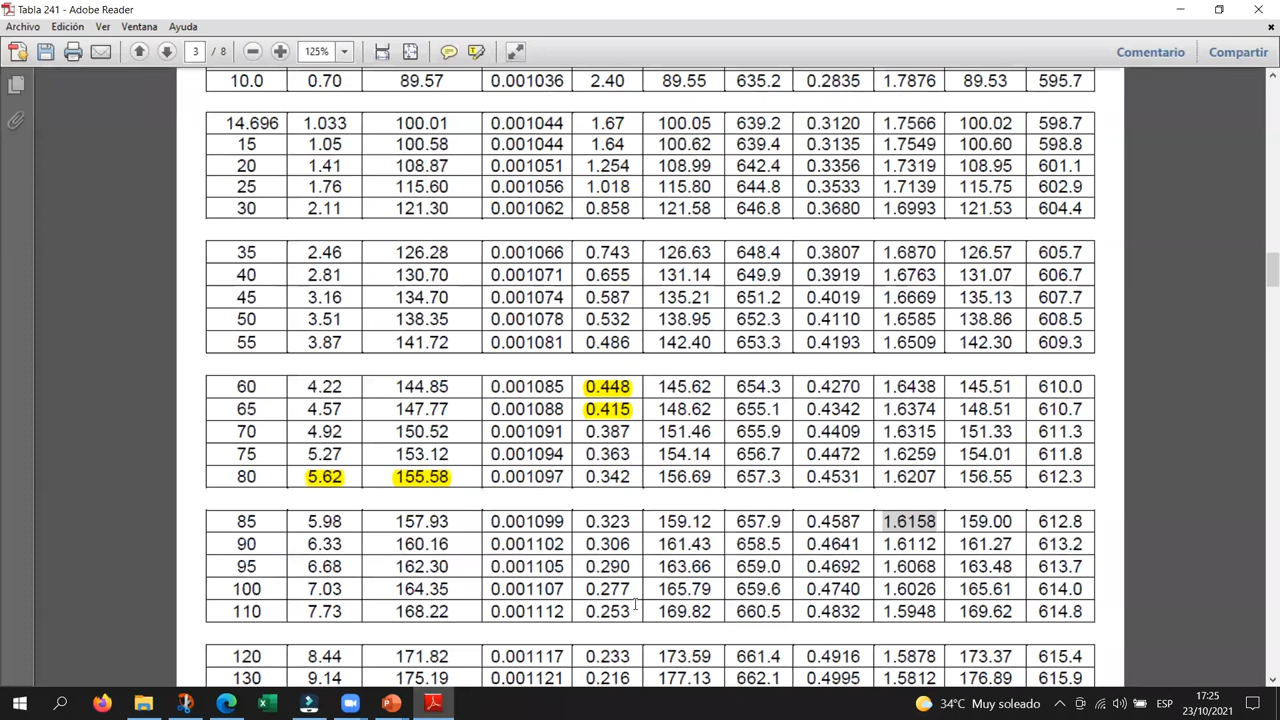 Tabla 241 - Adobe Reader
Archivo Edición Ver Ventana Ayuda
3 / 8 125% Comentario Compartir
10.0 0.70 89.57 0.001036 2.40 89.55 635.2 0.2835 1.7876 89.53 595.7
14.696 1.033 100.01 0.001044 1.67 100.05 639.2 0.3120 1.7566 100.02 598.7
15 1.05 100.58 0.001044 1.64 100.62 639.4 0.3135 1.7549 100.60 598.8
20 1.41 108.87 0.001051 1.254 108.99 642.4 0.3356 1.7319 108.95 601.1
25 1.76 115.60 0.001056 1.018 115.80 644.8 0.3533 1.7139 115.75 602.9
30 2.11 121.30 0.001062 0.858 121.58 646.8 0.3680 1.6993 121.53 604.4
35 2.46 126.28 0.001066 0.743 126.63 648.4 0.3807 1.6870 126.57 605.7
40 2.81 130.70 0.001071 0.655 131.14 649.9 0.3919 1.6763 131.07 606.7
45 3.16 134.70 0.001074 0.587 135.21 651.2 0.4019 1.6669 135.13 607.7
50 3.51 138.35 0.001078 0.532 138.95 652.3 0.4110 1.6585 138.86 608.5
55 3.87 141.72 0.001081 0.486 142.40 653.3 0.4193 1.6509 142.30 609.3
60 4.22 144.85 0.001085 0.448 145.62 654.3 0.4270 1.6438 145.51 610.0
65 4.57 147.77 0.001088 0.415 148.62 655.1 0.4342 1.6374 148.51 610.7
70 4.92 150.52 0.001091 0.387 151.46 655.9 0.4409 1.6315 151.33 611.3
75 5.27 153.12 0.001094 0.363 154.14 656.7 0.4472 1.6259 154.01 611.8
80 5.62 155.58 0.001097 0.342 156.69 657.3 0.4531 1.6207 156.55 612.3
85 5.98 157.93 0.001099 0.323 159.12 657.9 0.4587 1.6158 159.00 612.8
90 6.33 160.16 0.001102 0.306 161.43 658.5 0.4641 1.6112 161.27 613.2
95 6.68 162.30 0.001105 0.290 163.66 659.0 0.4692 1.6068 163.48 613.7
100 7.03 164.35 0.001107 0.277 165.79 659.6 0.4740 1.6026 165.61 614.0
110 7.73 168.22 0.001112 0.253 169.82 660.5 0.4832 1.5948 169.62 614.8
120 8.44 171.82 0.001117 0.233 173.59 661.4 0.4916 1.5878 173.37 615.4
130 9.14 175.19 0.001121 0.216 177.13 662.1 0.4995 1.5812 176.89 615.9
34°C Muy soleado ESP 17:25
23/10/2021